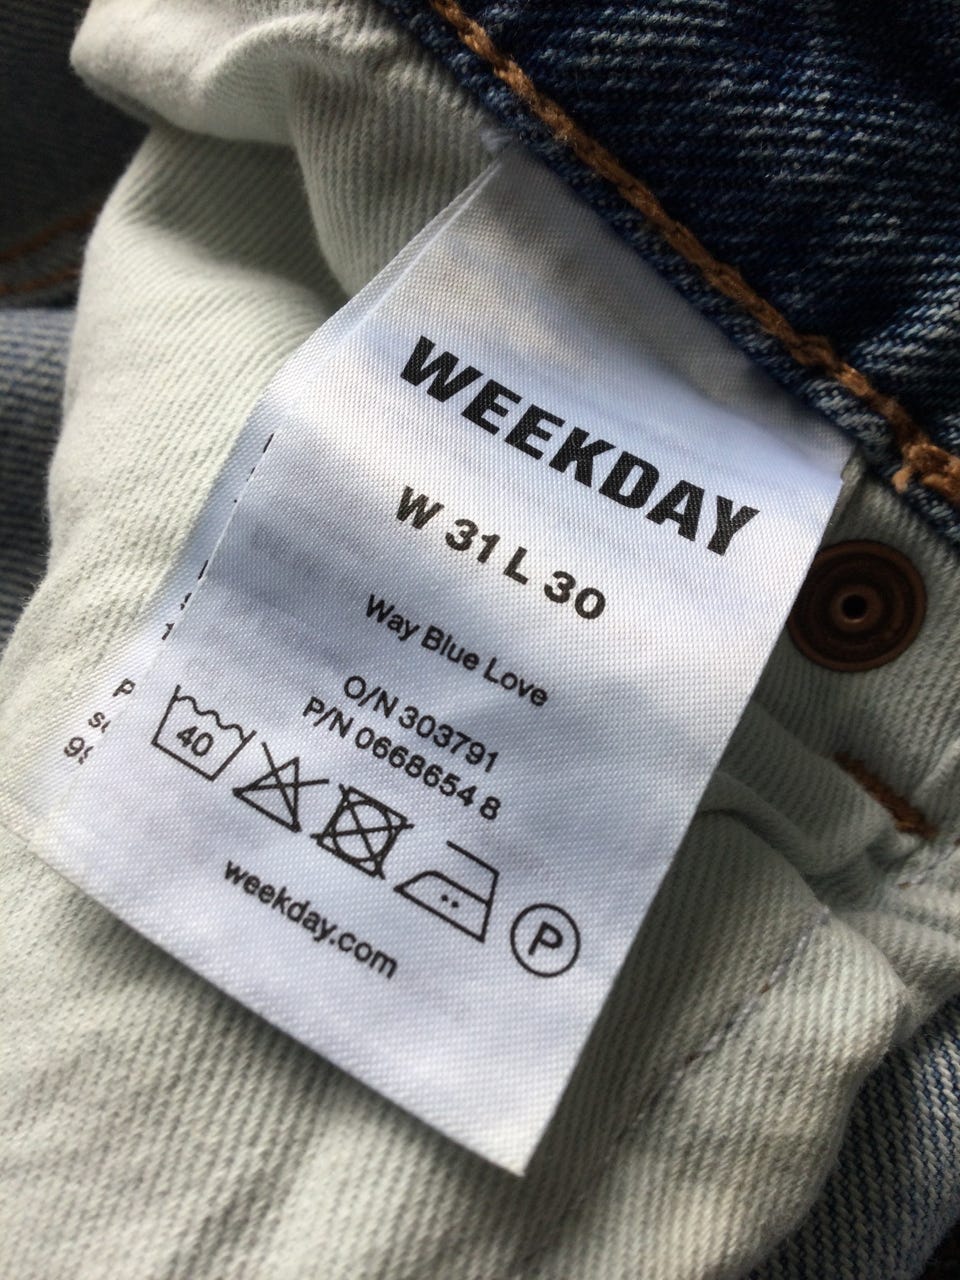 WEEKDAY
W 31 L 30
Way Blue Love
O/N 303791
P/N 0668654 8
40
P
weekday.com